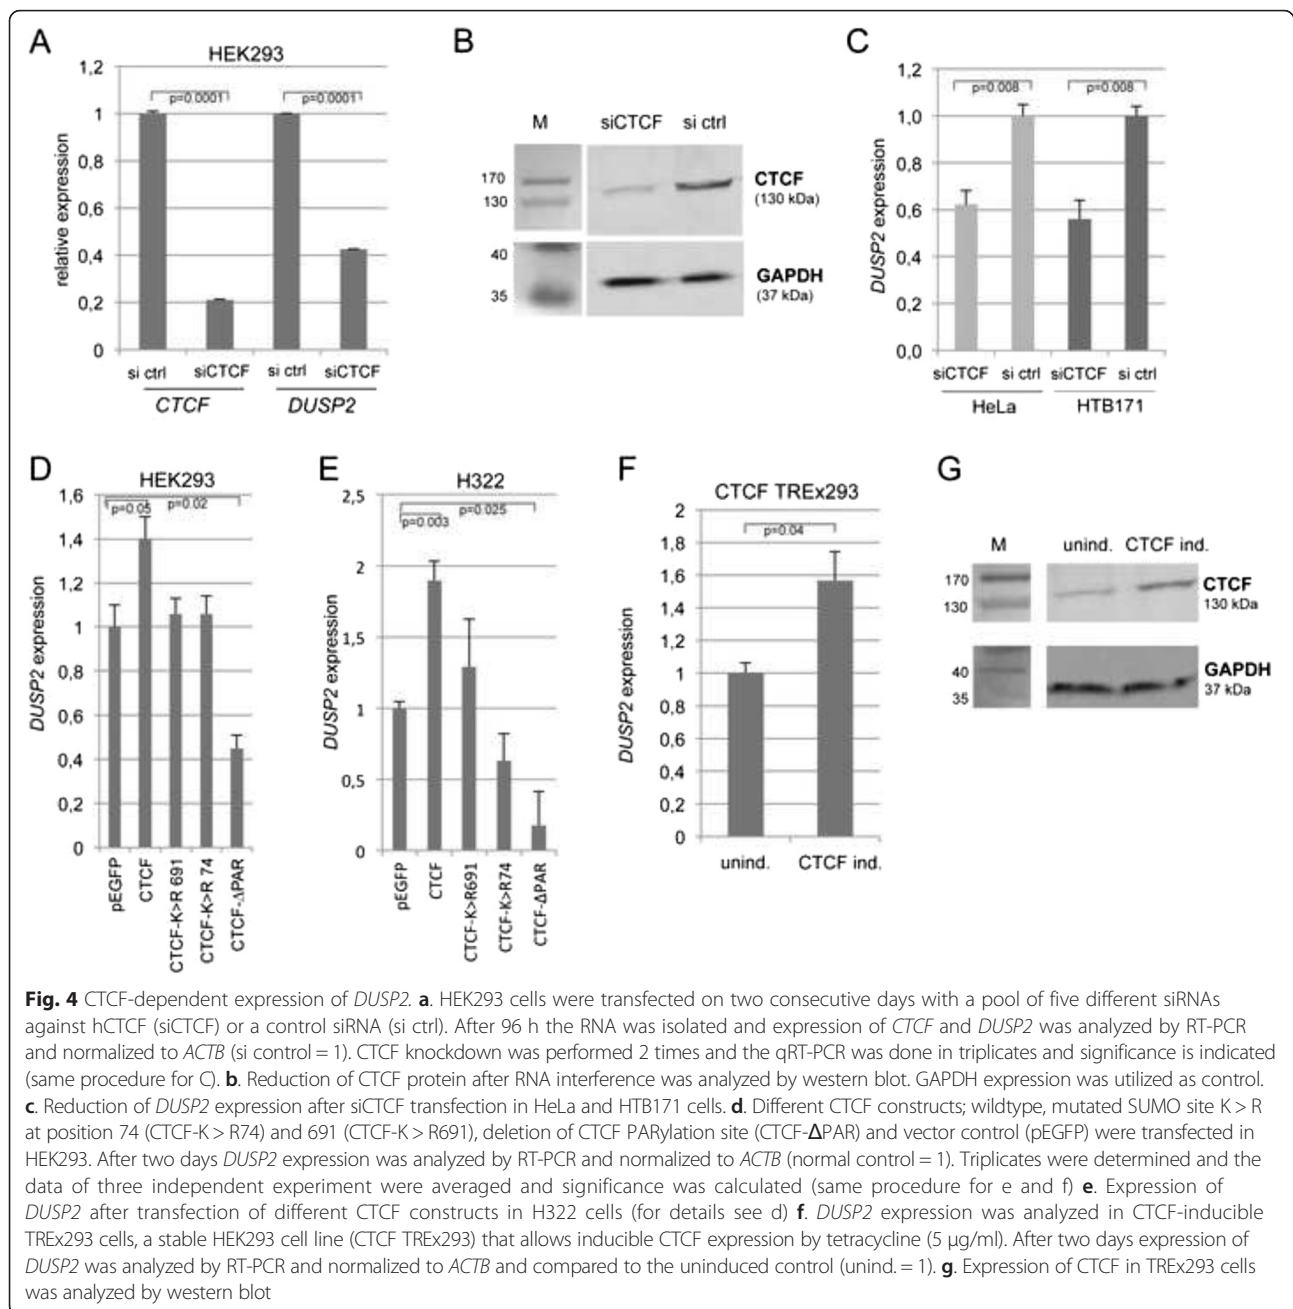 A
HEK293
1,2
1
0,8
0,6
0,4
0,2
0
relative expression
p=0.0001
p=0.0001
si ctrl
siCTCF
si ctrl
siCTCF
CTCF
DUSP2
B
M
siCTCF
si ctrl
170
130
CTCF
(130 kDa)
40
35
GAPDH
(37 kDa)
C
1,2
1,0
0,8
0,6
0,4
0,2
0,0
DUSP2 expression
p=0.008
p=0.008
siCTCF
si ctrl
siCTCF
si ctrl
HeLa
HTB171
D
HEK293
1,6
1,4
1,2
1
0,8
0,6
0,4
0,2
0
DUSP2 expression
p=0.05
p=0.02
pEGFP
CTCF
CTCF-K>R 691
CTCF-K>R 74
CTCF-ΔPAR
E
H322
2,5
2
1,5
1
0,5
0
DUSP2 expression
p=0.003
p=0.025
pEGFP
CTCF
CTCF-K>R691
CTCF-K>R74
CTCF-ΔPAR
F
CTCF TREx293
2
1,8
1,6
1,4
1,2
1
0,8
0,6
0,4
0,2
0
DUSP2 expression
p=0.04
unind.
CTCF ind.
G
M
unind.
CTCF ind.
170
130
CTCF
130 kDa
40
35
GAPDH
37 kDa
Fig. 4 CTCF-dependent expression of DUSP2. a. HEK293 cells were transfected on two consecutive days with a pool of five different siRNAs
against hCTCF (siCTCF) or a control siRNA (si ctrl). After 96 h the RNA was isolated and expression of CTCF and DUSP2 was analyzed by RT-PCR
and normalized to ACTB (si control = 1). CTCF knockdown was performed 2 times and the qRT-PCR was done in triplicates and significance is indicated
(same procedure for C). b. Reduction of CTCF protein after RNA interference was analyzed by western blot. GAPDH expression was utilized as control.
c. Reduction of DUSP2 expression after siCTCF transfection in HeLa and HTB171 cells. d. Different CTCF constructs; wildtype, mutated SUMO site K > R
at position 74 (CTCF-K > R74) and 691 (CTCF-K > R691), deletion of CTCF PARylation site (CTCF-ΔPAR) and vector control (pEGFP) were transfected in
HEK293. After two days DUSP2 expression was analyzed by RT-PCR and normalized to ACTB (normal control = 1). Triplicates were determined and the
data of three independent experiment were averaged and significance was calculated (same procedure for e and f) e. Expression of
DUSP2 after transfection of different CTCF constructs in H322 cells (for details see d) f. DUSP2 expression was analyzed in CTCF-inducible
TREx293 cells, a stable HEK293 cell line (CTCF TREx293) that allows inducible CTCF expression by tetracycline (5 μg/ml). After two days expression of
DUSP2 was analyzed by RT-PCR and normalized to ACTB and compared to the uninduced control (unind. = 1). g. Expression of CTCF in TREx293 cells
was analyzed by western blot